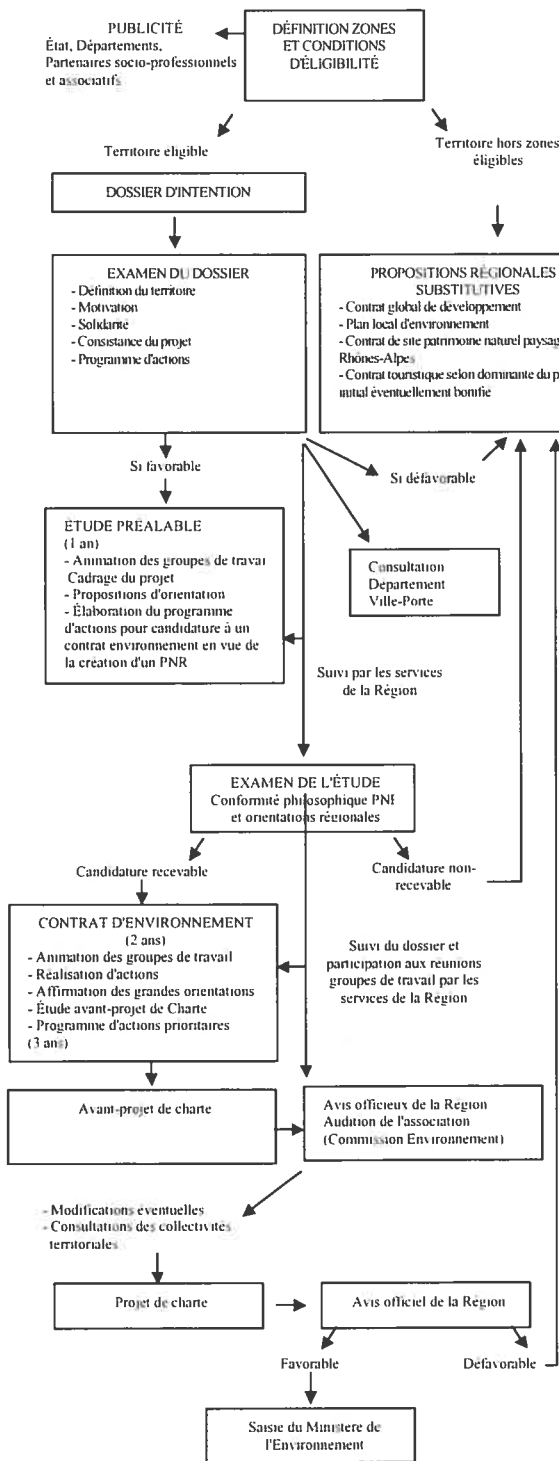 PUBLICITÉ
État, Départements,
Partenaires socio-professionnels
et associatifs
DÉFINITION ZONES
ET CONDITIONS
D'ÉLIGIBILITÉ
Territoire éligible
Territoire hors zones
éligibles
DOSSIER D'INTENTION
EXAMEN DU DOSSIER
- Définition du territoire
- Motivation
- Solidarité
- Consistance du projet
- Programme d'actions
PROPOSITIONS RÉGIONALES
SUBSTITUTIVES
- Contrat global de développement
- Plan local d'environnement
- Contrat de site patrimoine naturel paysag
Rhônes-Alpes
- Contrat touristique selon dominante du p
initial éventuellement bonifié
Si favorable
Si défavorable
ÉTUDE PRÉALABLE
(1 an)
- Animation des groupes de travai
Cadrage du projet
- Propositions d'orientation
- Élaboration du programme
d'actions pour candidature à un
contrat environnement en vue de
la création d'un PNR
Consultation
Département
Ville-Porte
Suivi par les services
de la Région
EXAMEN DE L'ÉTUDE
Conformité philosophique PNR
et orientations régionales
Candidature recevable
Candidature non-
recevable
CONTRAT D'ENVIRONNEMENT
(2 ans)
- Animation des groupes de travail
- Réalisation d'actions
- Affirmation des grandes orientations
- Étude avant-projet de Charte
- Programme d'actions prioritaires
(3 ans)
Suivi du dossier et
participation aux réunions
groupes de travail par les
services de la Région
Avant-projet de charte
Avis officieux de la Région
Audition de l'association
(Commission Environnement)
- Modifications éventuelles
- Consultations des collectivités
territoriales
Projet de charte
Avis officiel de la Région
Favorable
Défavorable
Saisie du Ministere de
l'Environnement